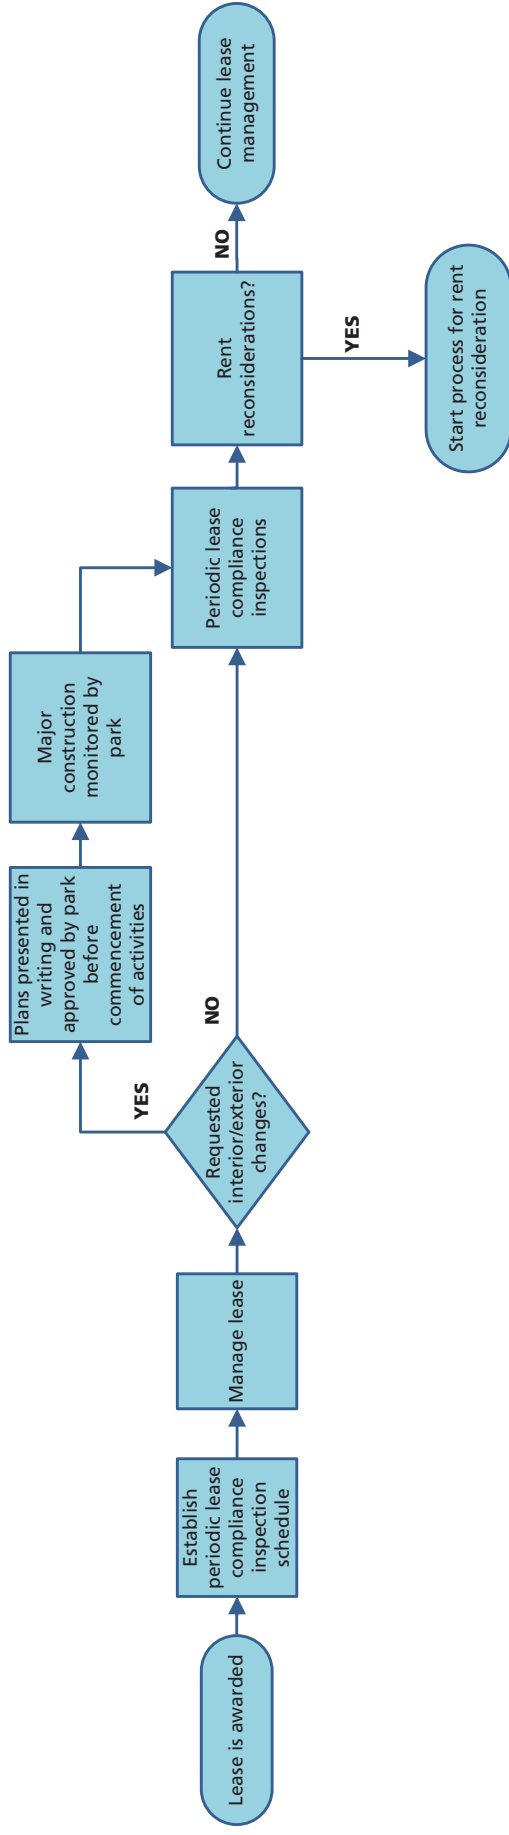 Lease is awarded
Establish
periodic lease
compliance
inspection
schedule
Manage lease
Requested
interior/exterior
changes?
YES
Plans presented in
writing and
approved by park
before
commencement
of activities
Major
construction
monitored by
park
NO
Periodic lease
compliance
inspections
Rent
reconsiderations?
NO
Continue lease
management
YES
Start process for rent
reconsideration